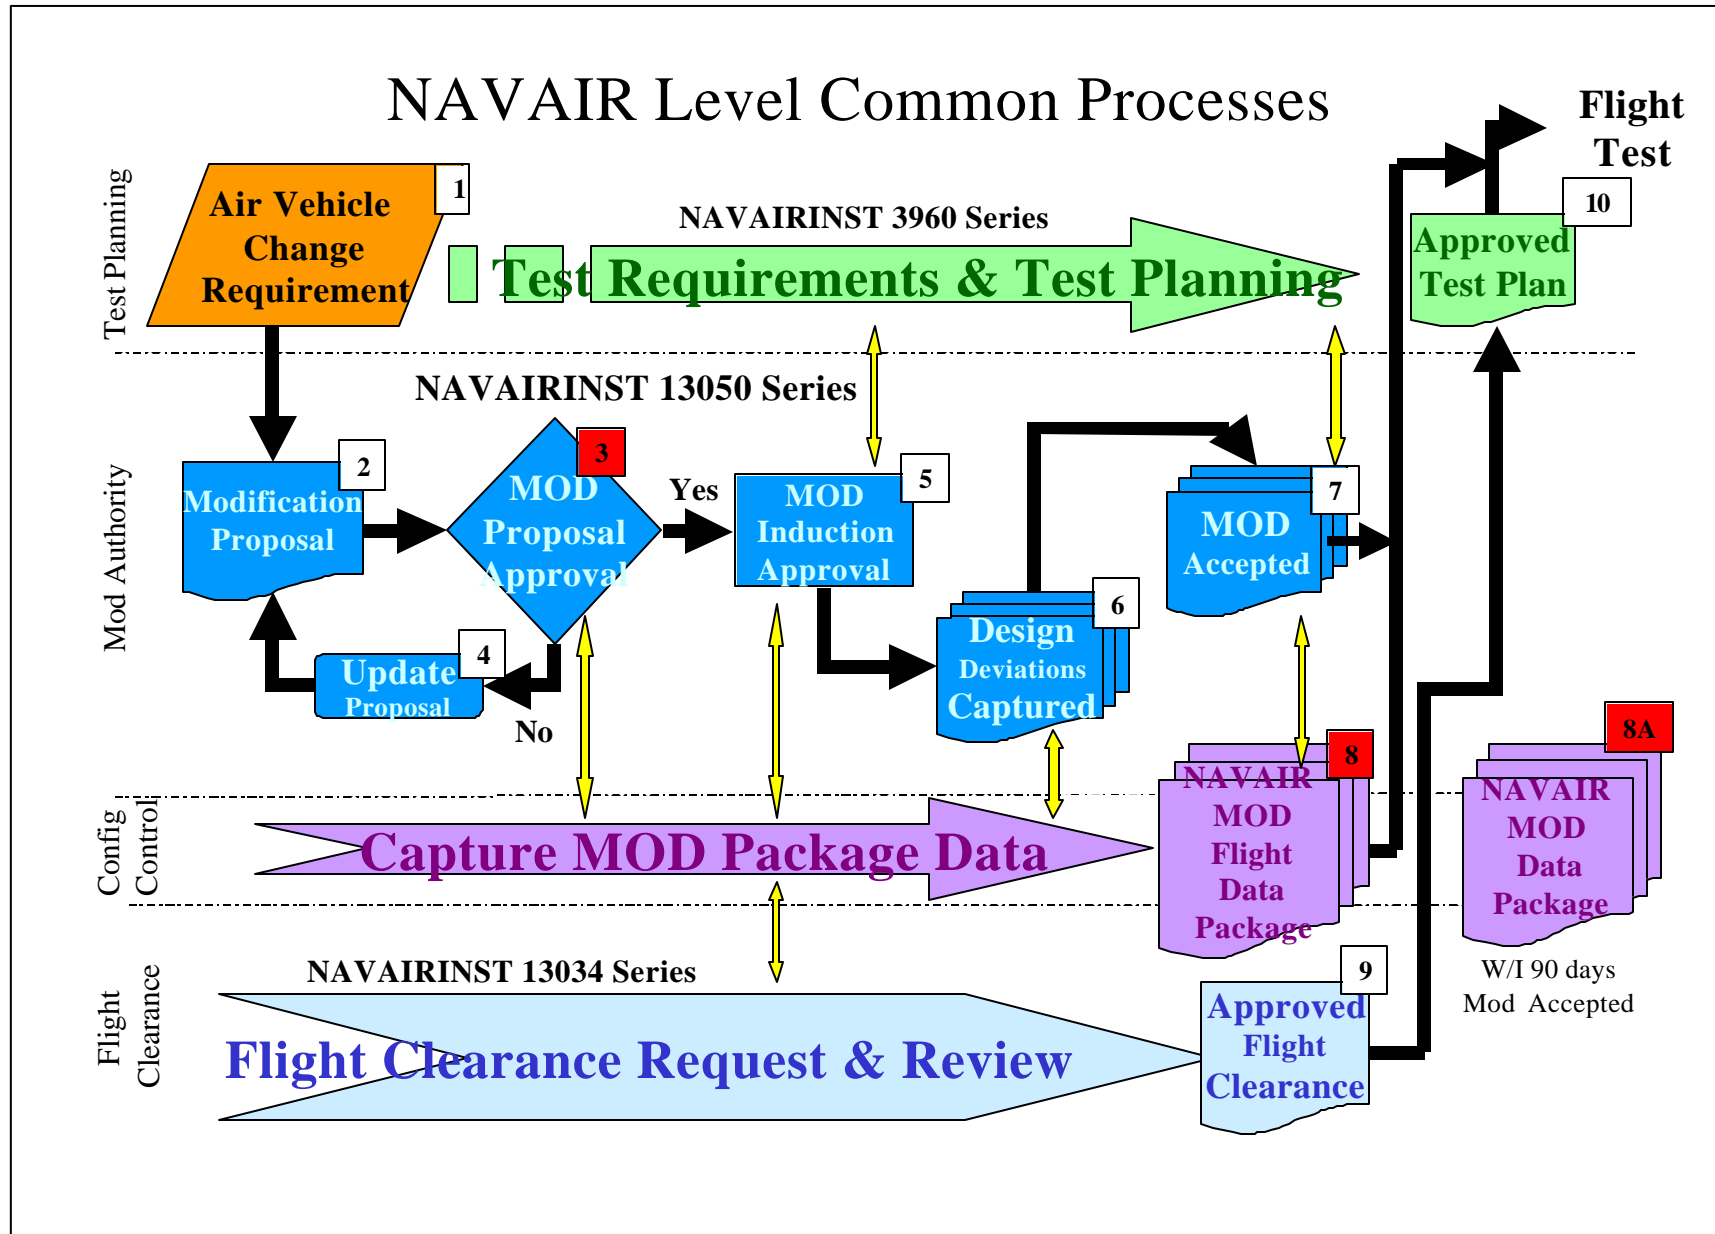 NAVAIR Level Common Processes
Flight
Test
Test Planning
Air Vehicle
Change
Requirement
1
NAVAIRINST 3960 Series
Test Requirements & Test Planning
10
Approved
Test Plan
Mod Authority
NAVAIRINST 13050 Series
2
Modification
Proposal
3
MOD
Proposal
Approval
Yes
5
MOD
Induction
Approval
7
MOD
Accepted
4
Update
Proposal
No
6
Design
Deviations
Captured
Config
Control
Capture MOD Package Data
8
NAVAIR
MOD
Flight
Data
Package
8A
NAVAIR
MOD
Data
Package
W/I 90 days
Mod Accepted
Flight
Clearance
NAVAIRINST 13034 Series
Flight Clearance Request & Review
9
Approved
Flight
Clearance